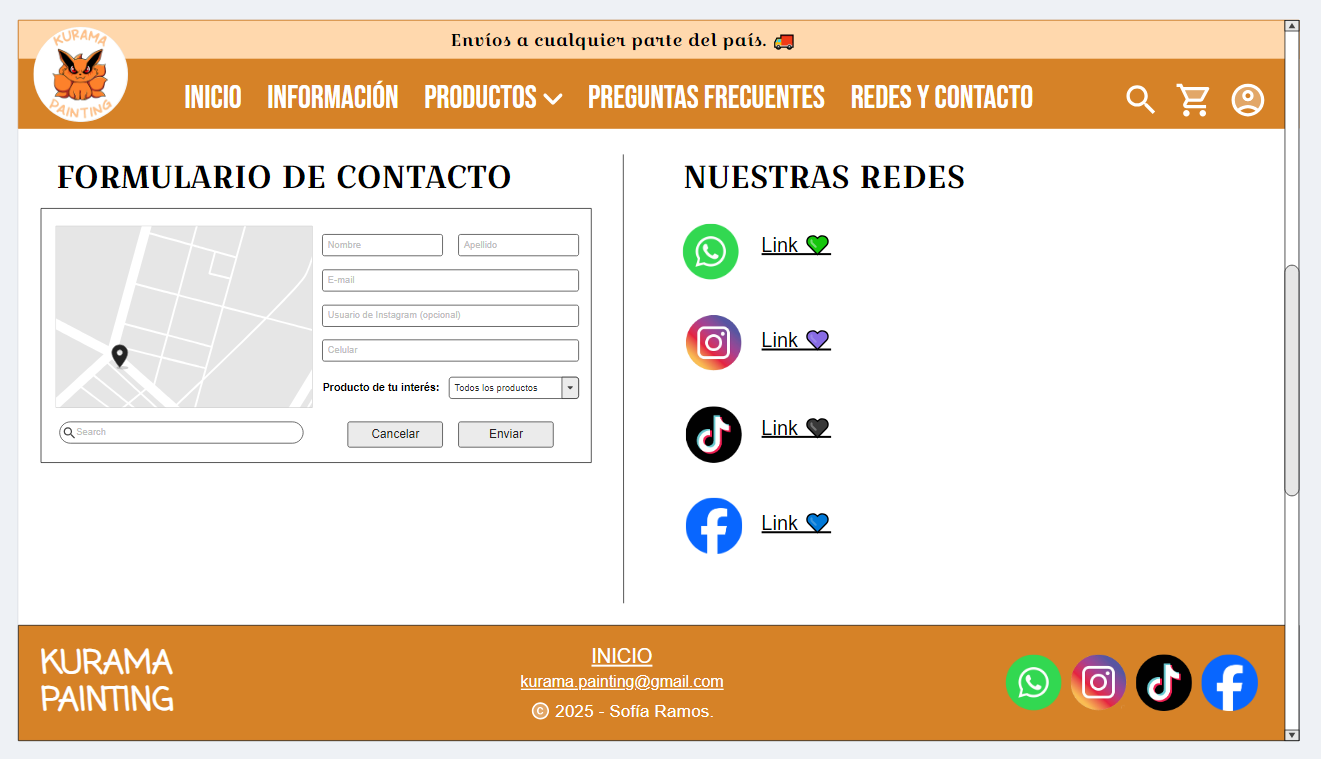 KURAMA
PAINTING
Envíos a cualquier parte del país. 🚚
INICIO INFORMACIÓN PRODUCTOS PREGUNTAS FRECUENTES REDES Y CONTACTO
FORMULARIO DE CONTACTO
Nombre Apellido
E-mail
Usuario de Instagram (opcional)
Celular
Producto de tu interés: Todos los productos
Search
Cancelar Enviar
NUESTRAS REDES
Link 💚
Link 💜
Link 🖤
Link 💙
KURAMA
PAINTING
INICIO
kurama.painting@gmail.com
© 2025 - Sofía Ramos.